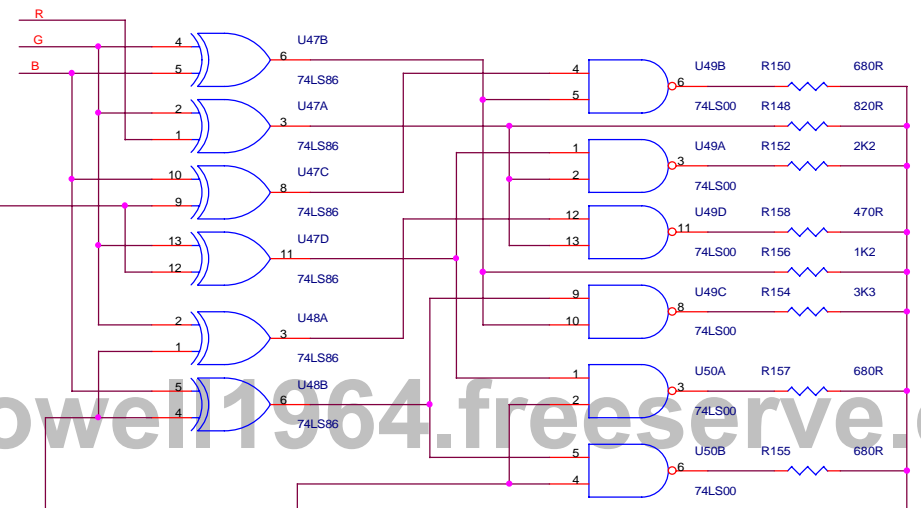 R
G
B
4
5
6
U47B
74LS86
2
1
3
U47A
74LS86
10
9
8
U47C
74LS86
13
12
11
U47D
74LS86
2
1
3
U48A
74LS86
5
4
6
U48B
74LS86
4
5
6
U49B
74LS00
R150
680R
R148
820R
1
2
3
U49A
74LS00
R152
2K2
12
13
11
U49D
74LS00
R158
470R
R156
1K2
9
10
8
U49C
74LS00
R154
3K3
1
2
3
U50A
74LS00
R157
680R
5
4
6
U50B
74LS00
R155
680R
owell1964.freeserve.